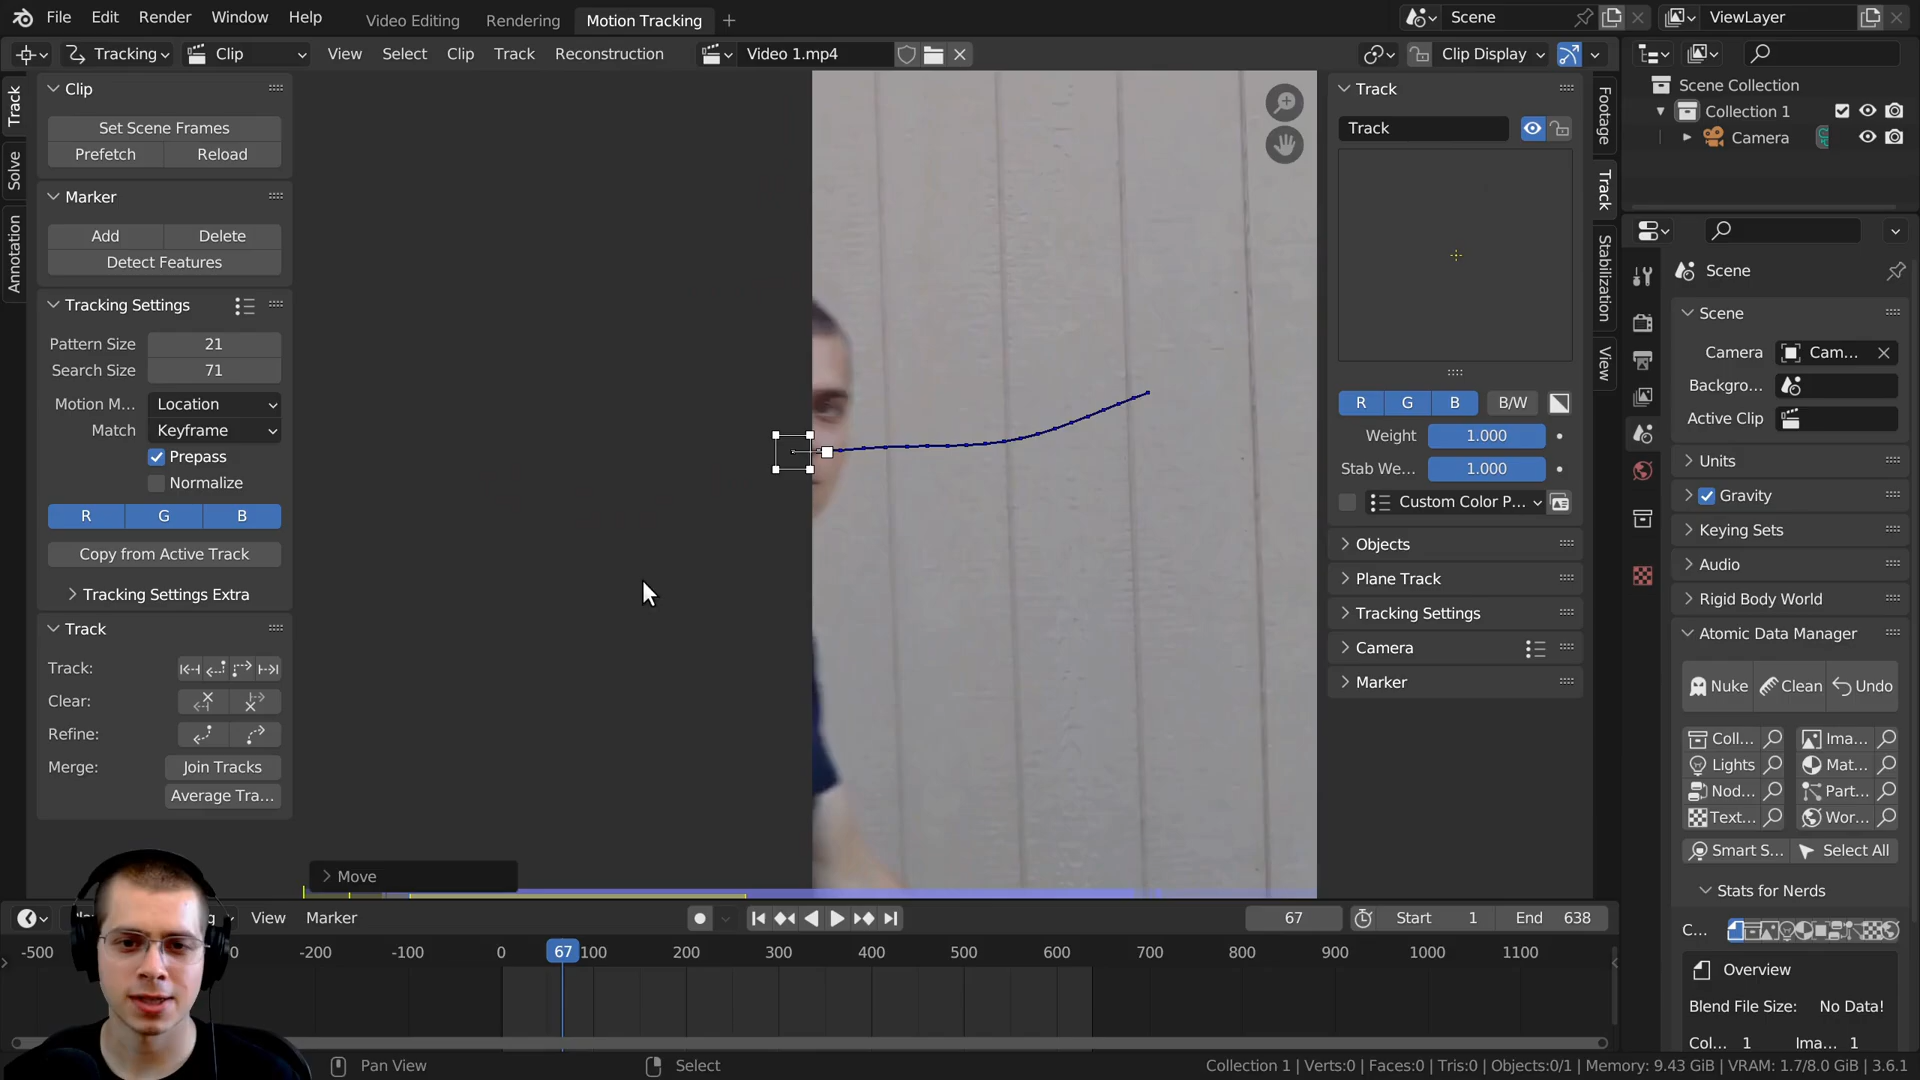 File Edit Render Window Help Video Editing Rendering Motion Tracking Scene ViewLayer
Tracking Clip View Select Clip Track Reconstruction Video 1.mp4 Clip Display
Track
Solve
Annotation
Clip
Set Scene Frames
Prefetch Reload
Marker
Add Delete
Detect Features
Tracking Settings
Pattern Size 21
Search Size 71
Motion M... Location
Match Keyframe
Prepass
Normalize
R G B
Copy from Active Track
Tracking Settings Extra
Track
Track:
Clear:
Refine:
Merge: Join Tracks
Average Tra...
Move
Track
Track
R G B B/W
Weight 1.000
Stab We... 1.000
Custom Color P...
Objects
Plane Track
Tracking Settings
Camera
Marker
Footage
Track
Stabilization
View
Scene Collection
Collection 1
Camera
Scene
Scene
Camera Cam...
Backgro...
Active Clip
Units
Gravity
Keying Sets
Audio
Rigid Body World
Atomic Data Manager
Nuke Clean Undo
Coll... Ima...
Lights Mat...
Nod... Part...
Text... Wor...
Smart S... Select All
Stats for Nerds
C...
Overview
Blend File Size: No Data!
Col... 1 Ima... 1
View Marker 67 Start 1 End 638
-500 -200 -100 0 67 100 200 300 400 500 600 700 800 900 1000 1100
Pan View Select Collection 1 | Verts:0 | Faces:0 | Tris:0 | Objects:0/1 | Memory: 9.43 GiB | VRAM: 1.7/8.0 GiB | 3.6.1